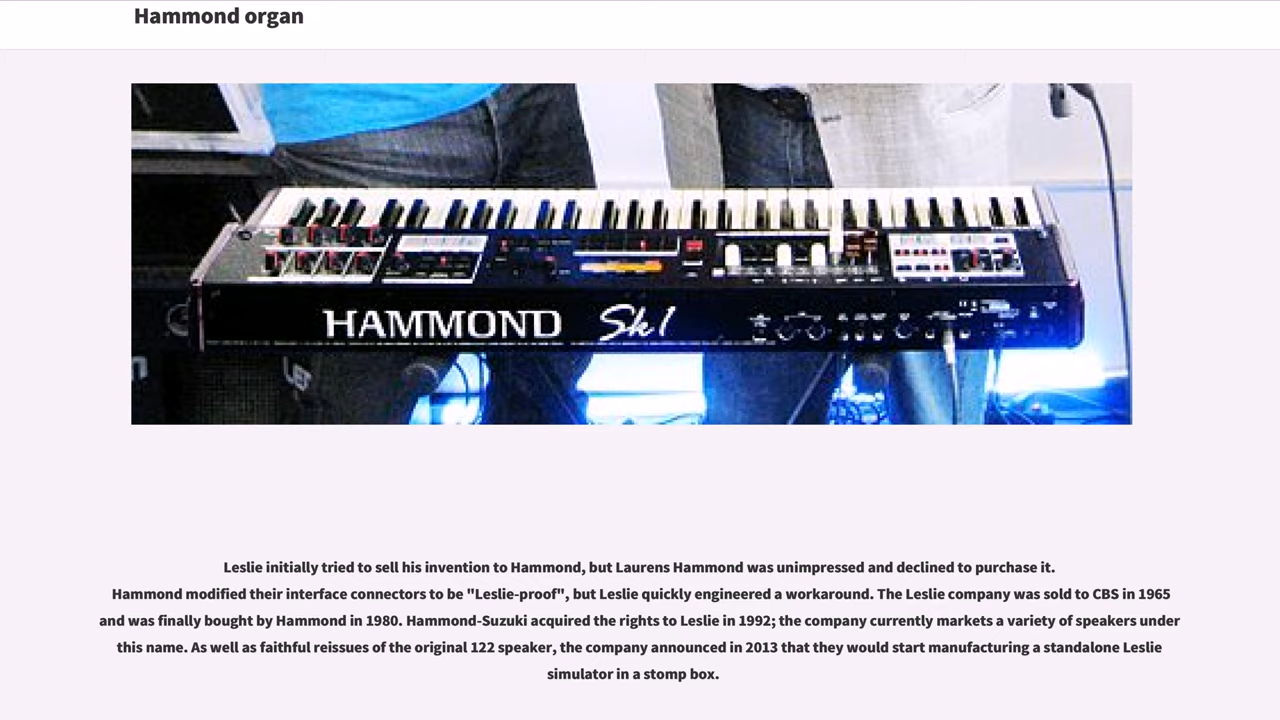 Hammond organ
HAMMOND Sk1
Leslie initially tried to sell his invention to Hammond, but Laurens Hammond was unimpressed and declined to purchase it.
Hammond modified their interface connectors to be "Leslie-proof", but Leslie quickly engineered a workaround. The Leslie company was sold to CBS in 1965
and was finally bought by Hammond in 1980. Hammond-Suzuki acquired the rights to Leslie in 1992; the company currently markets a variety of speakers under
this name. As well as faithful reissues of the original 122 speaker, the company announced in 2013 that they would start manufacturing a standalone Leslie
simulator in a stomp box.